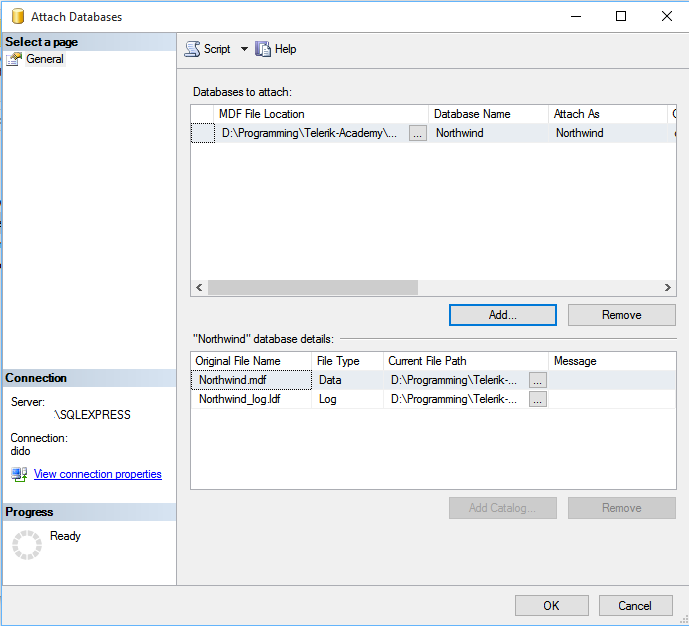 Attach Databases
Select a page
General
Script
Help
Databases to attach:
MDF File Location Database Name Attach As
D:\Programming\Telerik-Academy\... ... Northwind Northwind
Add... Remove
"Northwind" database details:
Original File Name File Type Current File Path Message
Northwind.mdf Data D:\Programming\Telerik-... ...
Northwind_log.ldf Log D:\Programming\Telerik-... ...
Add Catalog... Remove
Connection
Server:
.\SQLEXPRESS
Connection:
dido
View connection properties
Progress
Ready
OK Cancel